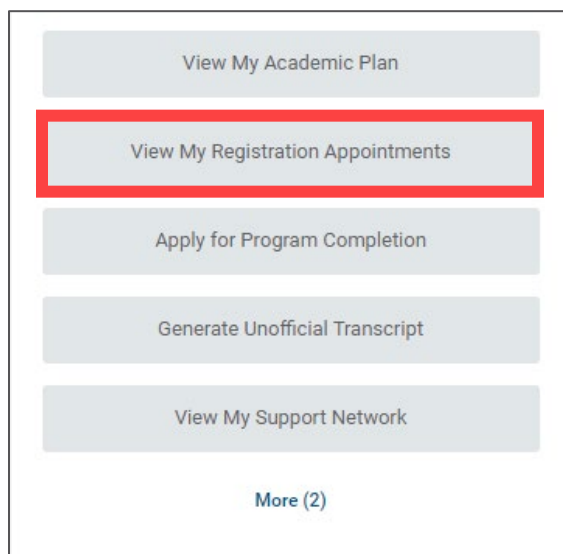 View My Academic Plan
View My Registration Appointments
Apply for Program Completion
Generate Unofficial Transcript
View My Support Network
More (2)